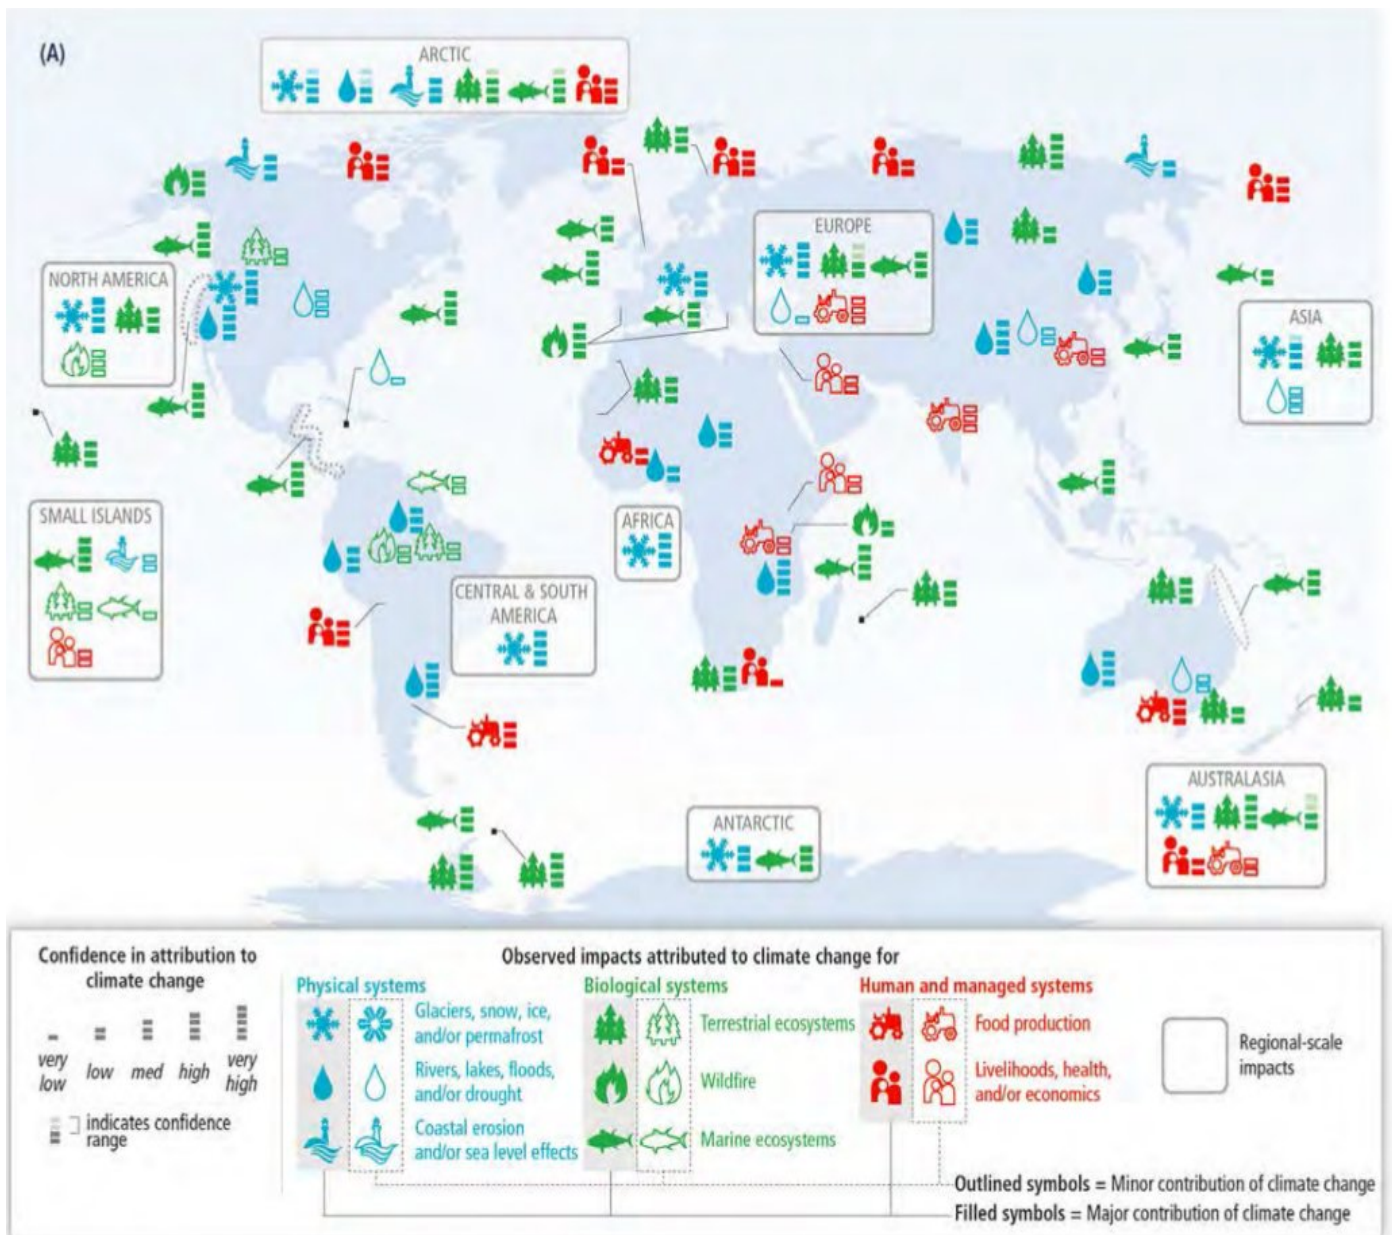 (A)
ARCTIC
EUROPE
NORTH AMERICA
ASIA
SMALL ISLANDS
AFRICA
CENTRAL & SOUTH
AMERICA
AUSTRALASIA
ANTARCTIC
Confidence in attribution to
climate change
very
low
low
med
high
very
high
indicates confidence
range
Observed impacts attributed to climate change for
Physical systems
Glaciers, snow, ice,
and/or permafrost
Rivers, lakes, floods,
and/or drought
Coastal erosion
and/or sea level effects
Biological systems
Terrestrial ecosystems
Wildfire
Marine ecosystems
Human and managed systems
Food production
Livelihoods, health,
and/or economics
Regional-scale
impacts
Outlined symbols = Minor contribution of climate change
Filled symbols = Major contribution of climate change